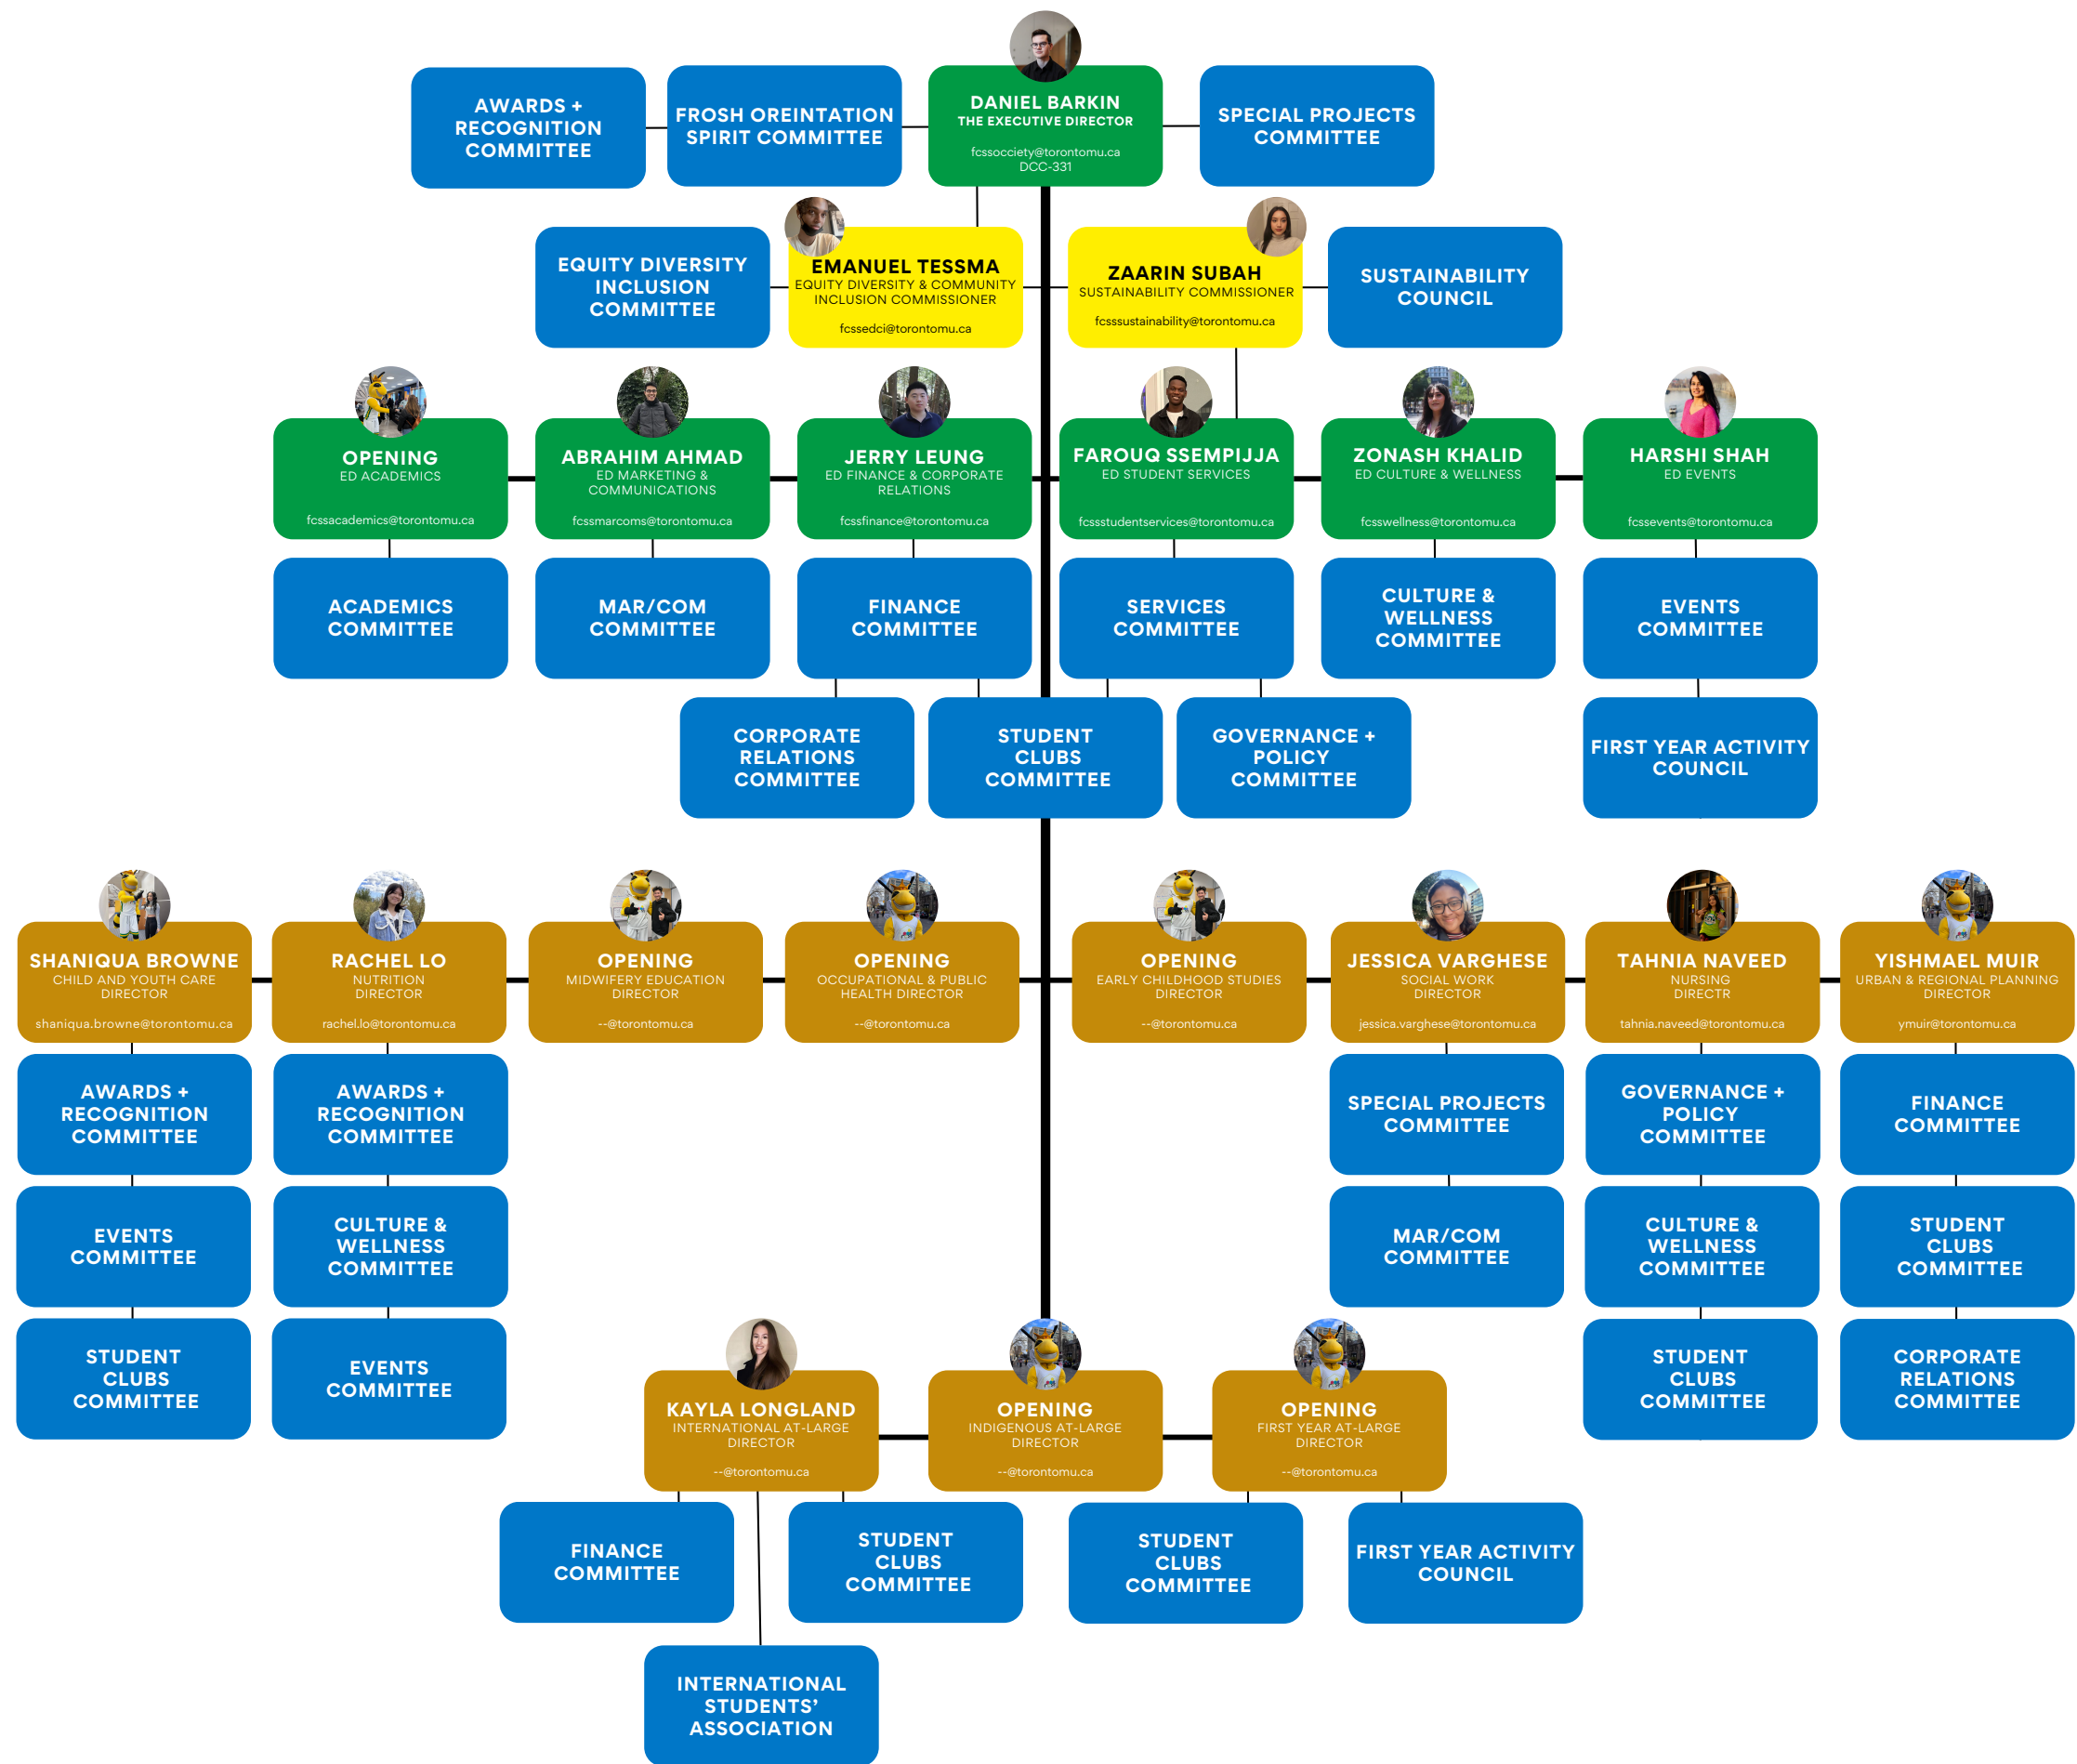 AWARDS +
RECOGNITION
COMMITTEE
FROSH OREINTATION
SPIRIT COMMITTEE
DANIEL BARKIN
THE EXECUTIVE DIRECTOR
fcssocciety@torontomu.ca
DCC-331
SPECIAL PROJECTS
COMMITTEE
EQUITY DIVERSITY
INCLUSION
COMMITTEE
EMANUEL TESSMA
EQUITY DIVERSITY & COMMUNITY
INCLUSION COMMISSIONER
fcssedci@torontomu.ca
ZAARIN SUBAH
SUSTAINABILITY COMMISSIONER
fcsssustainability@torontomu.ca
SUSTAINABILITY
COUNCIL
OPENING
ED ACADEMICS
fcssacademics@torontomu.ca
ABRAHIM AHMAD
ED MARKETING &
COMMUNICATIONS
fcssmarcoms@torontomu.ca
JERRY LEUNG
ED FINANCE & CORPORATE
RELATIONS
fcssfinance@torontomu.ca
FAROUQ SSEMPIJJA
ED STUDENT SERVICES
fcssstudentservices@torontomu.ca
ZONASH KHALID
ED CULTURE & WELLNESS
fcsswellness@torontomu.ca
HARSHI SHAH
ED EVENTS
fcssevents@torontomu.ca
ACADEMICS
COMMITTEE
MAR/COM
COMMITTEE
FINANCE
COMMITTEE
SERVICES
COMMITTEE
CULTURE &
WELLNESS
COMMITTEE
EVENTS
COMMITTEE
CORPORATE
RELATIONS
COMMITTEE
STUDENT
CLUBS
COMMITTEE
GOVERNANCE +
POLICY
COMMITTEE
FIRST YEAR ACTIVITY
COUNCIL
SHANIQUA BROWNE
CHILD AND YOUTH CARE
DIRECTOR
shaniqua.browne@torontomu.ca
RACHEL LO
NUTRITION
DIRECTOR
rachel.lo@torontomu.ca
OPENING
MIDWIFERY EDUCATION
DIRECTOR
--@torontomu.ca
OPENING
OCCUPATIONAL & PUBLIC
HEALTH DIRECTOR
--@torontomu.ca
OPENING
EARLY CHILDHOOD STUDIES
DIRECTOR
--@torontomu.ca
JESSICA VARGHESE
SOCIAL WORK
DIRECTOR
jessica.varghese@torontomu.ca
TAHNIA NAVEED
NURSING
DIRECTR
tahnia.naveed@torontomu.ca
YISHMAEL MUIR
URBAN & REGIONAL PLANNING
DIRECTOR
ymuir@torontomu.ca
AWARDS +
RECOGNITION
COMMITTEE
AWARDS +
RECOGNITION
COMMITTEE
SPECIAL PROJECTS
COMMITTEE
GOVERNANCE +
POLICY
COMMITTEE
FINANCE
COMMITTEE
EVENTS
COMMITTEE
CULTURE &
WELLNESS
COMMITTEE
MAR/COM
COMMITTEE
CULTURE &
WELLNESS
COMMITTEE
STUDENT
CLUBS
COMMITTEE
STUDENT
CLUBS
COMMITTEE
EVENTS
COMMITTEE
STUDENT
CLUBS
COMMITTEE
CORPORATE
RELATIONS
COMMITTEE
KAYLA LONGLAND
INTERNATIONAL AT-LARGE
DIRECTOR
--@torontomu.ca
OPENING
INDIGENOUS AT-LARGE
DIRECTOR
--@torontomu.ca
OPENING
FIRST YEAR AT-LARGE
DIRECTOR
--@torontomu.ca
FINANCE
COMMITTEE
STUDENT
CLUBS
COMMITTEE
STUDENT
CLUBS
COMMITTEE
FIRST YEAR ACTIVITY
COUNCIL
INTERNATIONAL
STUDENTS'
ASSOCIATION